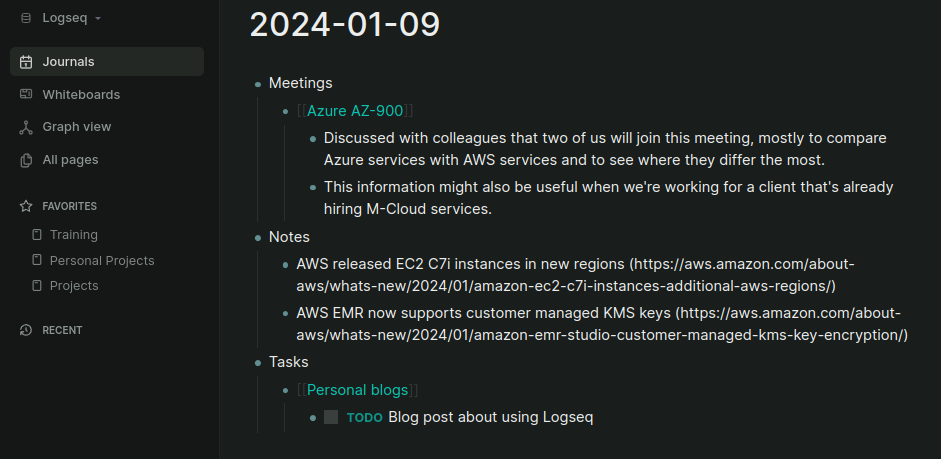 Logseq
Journals
Whiteboards
Graph view
All pages
FAVORITES
Training
Personal Projects
Projects
RECENT
2024-01-09
Meetings
[[Azure AZ-900]]
Discussed with colleagues that two of us will join this meeting, mostly to compare
Azure services with AWS services and to see where they differ the most.
This information might also be useful when we're working for a client that's already
hiring M-Cloud services.
Notes
AWS released EC2 C7i instances in new regions (https://aws.amazon.com/about-
aws/whats-new/2024/01/amazon-ec2-c7i-instances-additional-aws-regions/)
AWS EMR now supports customer managed KMS keys (https://aws.amazon.com/about-
aws/whats-new/2024/01/amazon-emr-studio-customer-managed-kms-key-encryption/)
Tasks
[[Personal blogs]]
TODO Blog post about using Logseq